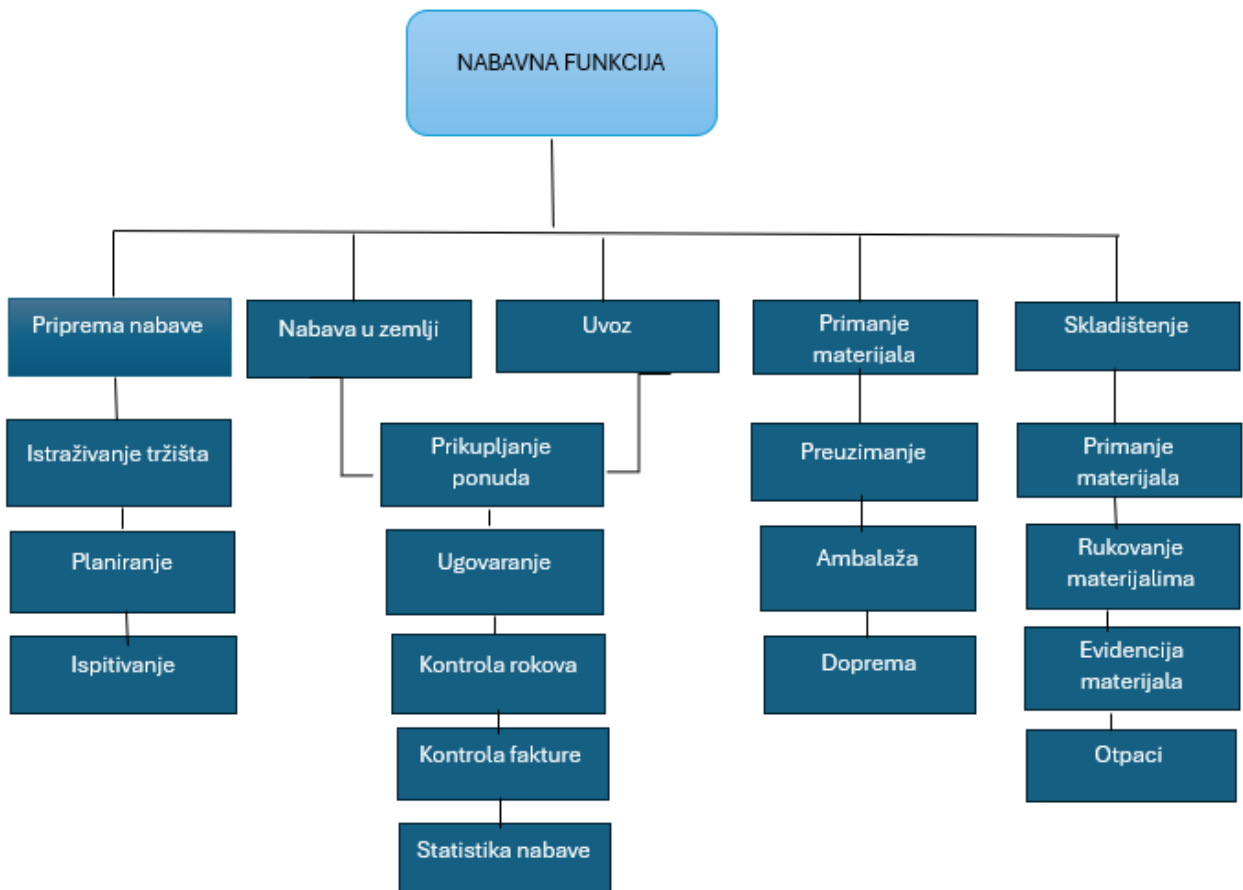 NABAVNA FUNKCIJA
Priprema nabave
Nabava u zemlji
Uvoz
Primanje
materijala
Skladištenje
Istraživanje tržišta
Planiranje
Ispitivanje
Prikupljanje
ponuda
Ugovaranje
Kontrola rokova
Kontrola fakture
Statistika nabave
Preuzimanje
Ambalaža
Doprema
Primanje
materijala
Rukovanje
materijalima
Evidencija
materijala
Otpaci